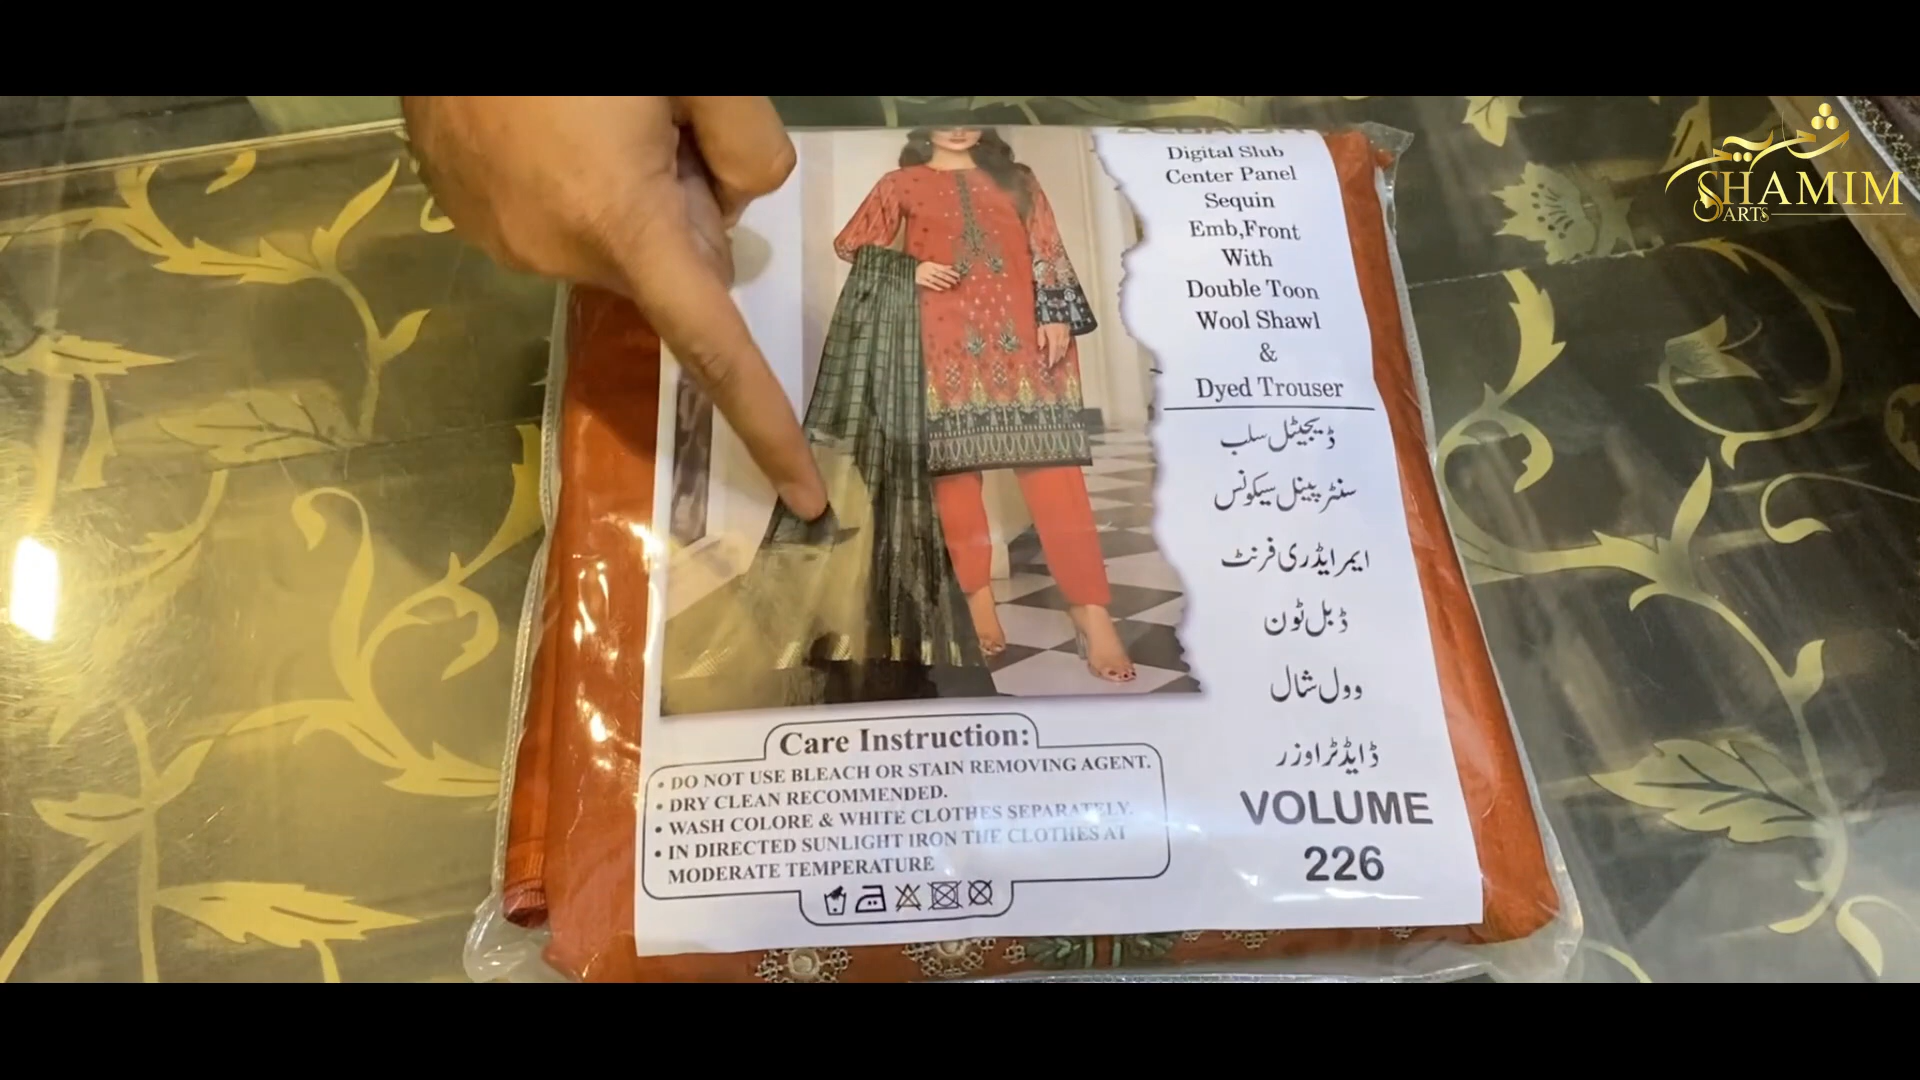 Digital Slub
Center Panel
Sequin
Emb,Front
With
Double Toon
Wool Shawl
&
Dyed Trouser
ڈیجیٹل سلب
سنٹر پینل سیکونس
ایمرایڈری فرنٹ
ڈبل ٹون
وول شال
ڈایڈ ٹراوزر
VOLUME
226
Care Instruction:
• DO NOT USE BLEACH OR STAIN REMOVING AGENT.
• DRY CLEAN RECOMMENDED.
• WASH COLORE & WHITE CLOTHES SEPARATELY.
• IN DIRECTED SUNLIGHT IRON THE CLOTHES AT
MODERATE TEMPERATURE
SHAMIM
ARTS